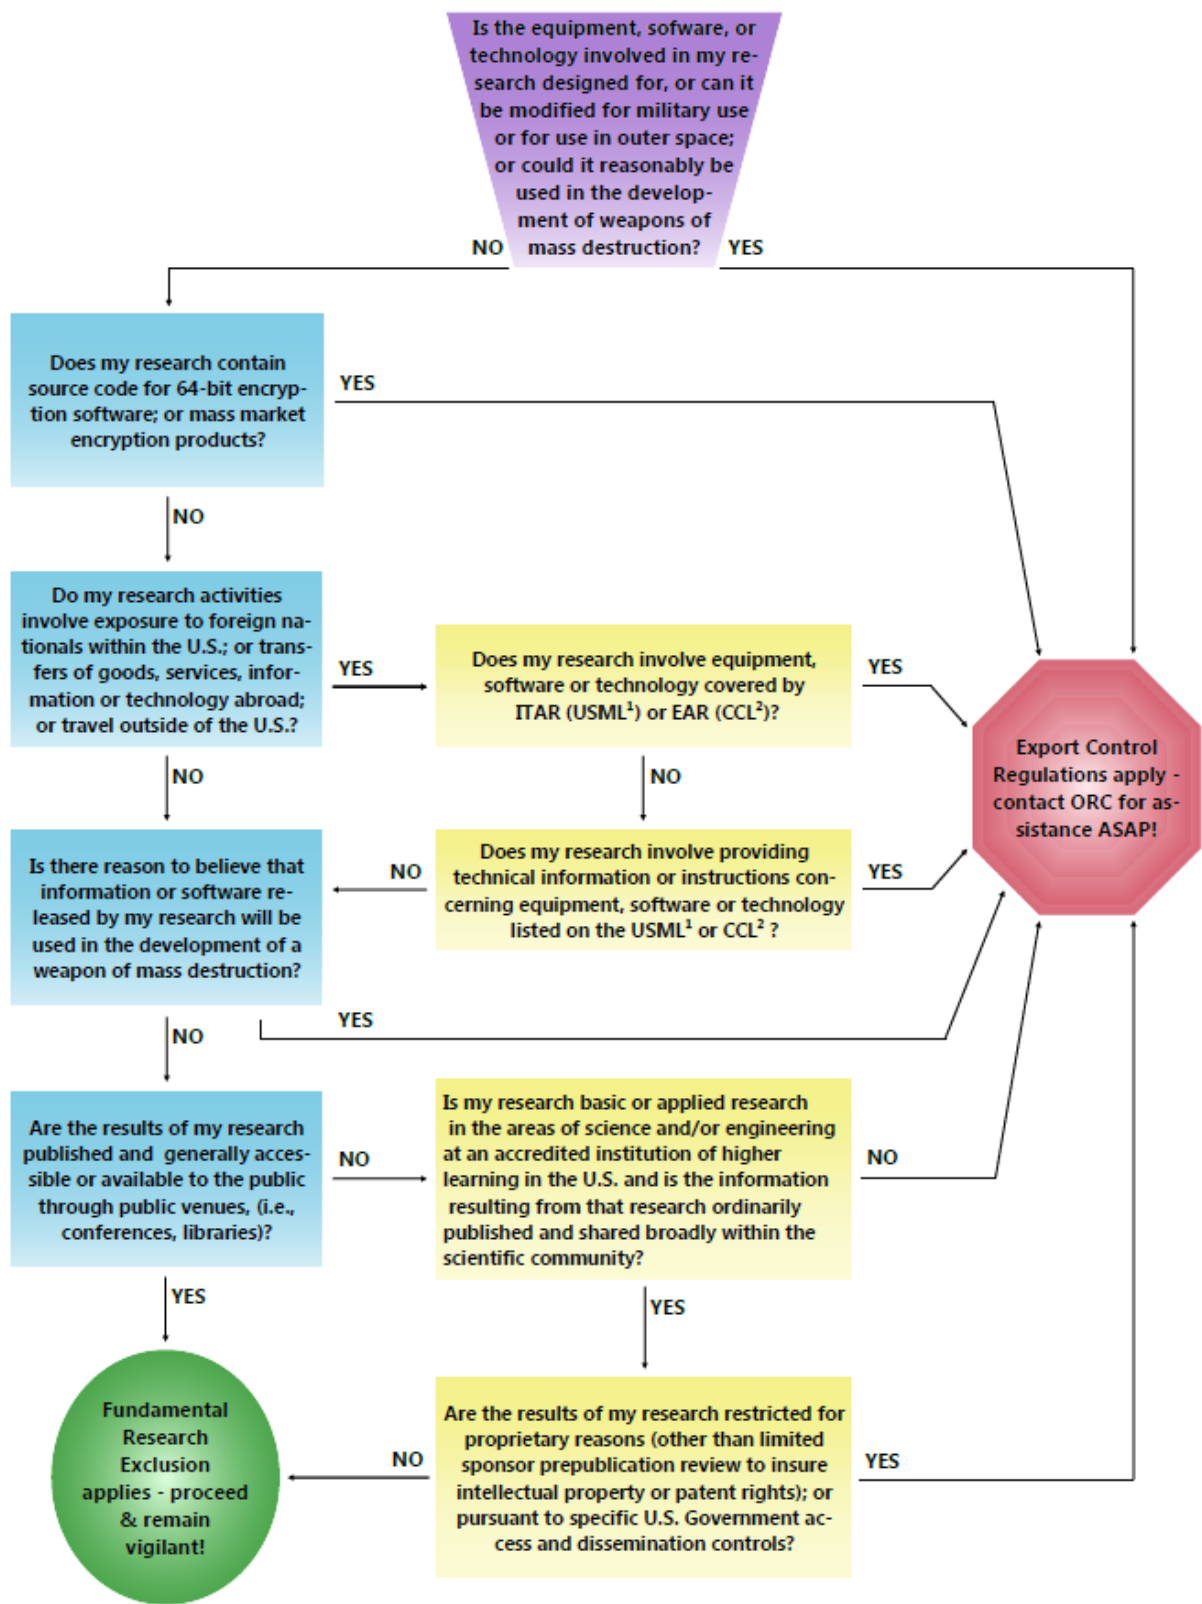 Is the equipment, sofware, or
technology involved in my re-
search designed for, or can it
be modified for military use
or for use in outer space;
or could it reasonably be
used in the develop-
ment of weapons of
mass destruction?
NO
YES
Does my research contain
source code for 64-bit encryp-
tion software; or mass market
encryption products?
YES
NO
Do my research activities
involve exposure to foreign na-
tionals within the U.S.; or trans-
fers of goods, services, infor-
mation or technology abroad;
or travel outside of the U.S.?
YES
Does my research involve equipment,
software or technology covered by
ITAR (USML¹) or EAR (CCL²)?
YES
Export Control
Regulations apply -
contact ORC for as-
sistance ASAP!
NO
NO
Is there reason to believe that
information or software re-
leased by my research will be
used in the development of a
weapon of mass destruction?
NO
Does my research involve providing
technical information or instructions con-
cerning equipment, software or technology
listed on the USML¹ or CCL² ?
YES
YES
NO
Are the results of my research
published and generally acces-
sible or available to the public
through public venues, (i.e.,
conferences, libraries)?
NO
Is my research basic or applied research
in the areas of science and/or engineering
at an accredited institution of higher
learning in the U.S. and is the information
resulting from that research ordinarily
published and shared broadly within the
scientific community?
NO
YES
YES
Fundamental
Research
Exclusion
applies - proceed
& remain
vigilant!
NO
Are the results of my research restricted for
proprietary reasons (other than limited
sponsor prepublication review to insure
intellectual property or patent rights); or
pursuant to specific U.S. Government ac-
cess and dissemination controls?
YES